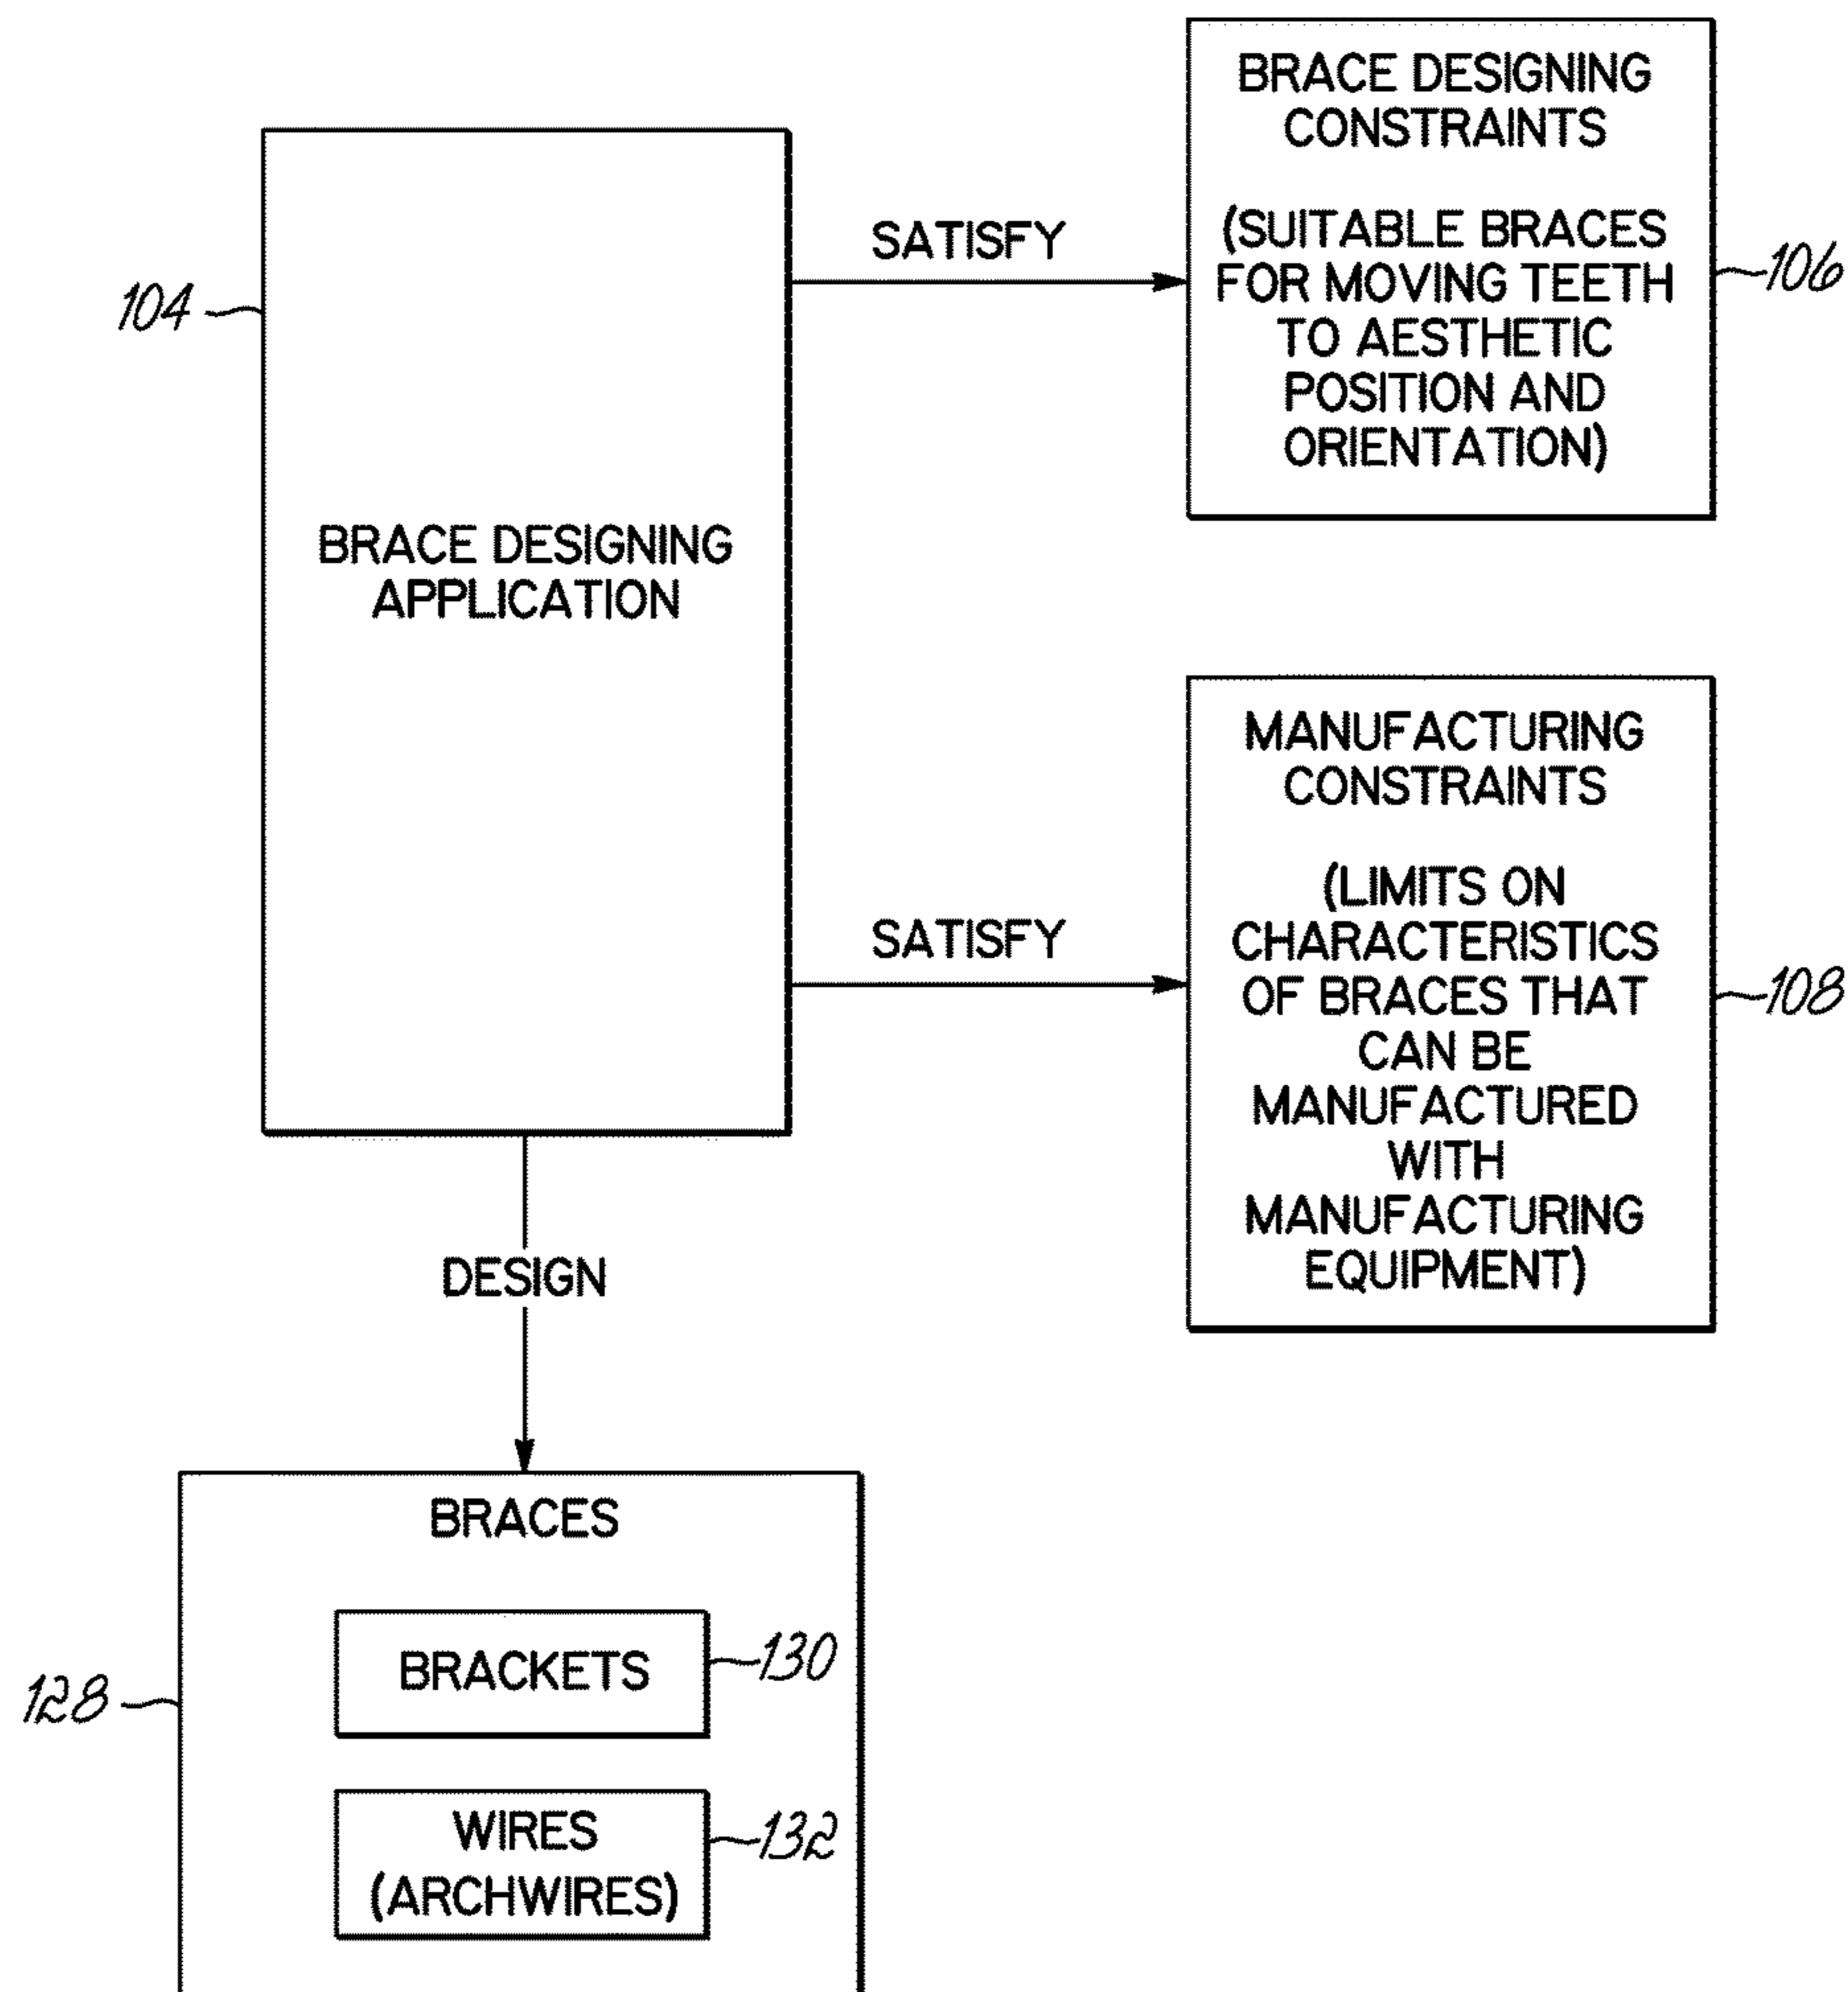 BRACE DESIGNING
CONSTRAINTS
(SUITABLE BRACES
FOR MOVING TEETH
TO AESTHETIC
POSITION AND
ORIENTATION)
106
SATISFY
104
BRACE DESIGNING
APPLICATION
MANUFACTURING
CONSTRAINTS
(LIMITS ON
CHARACTERISTICS
OF BRACES THAT
CAN BE
MANUFACTURED
WITH
MANUFACTURING
EQUIPMENT)
108
SATISFY
DESIGN
BRACES
BRACKETS
130
128
WIRES
(ARCHWIRES)
132